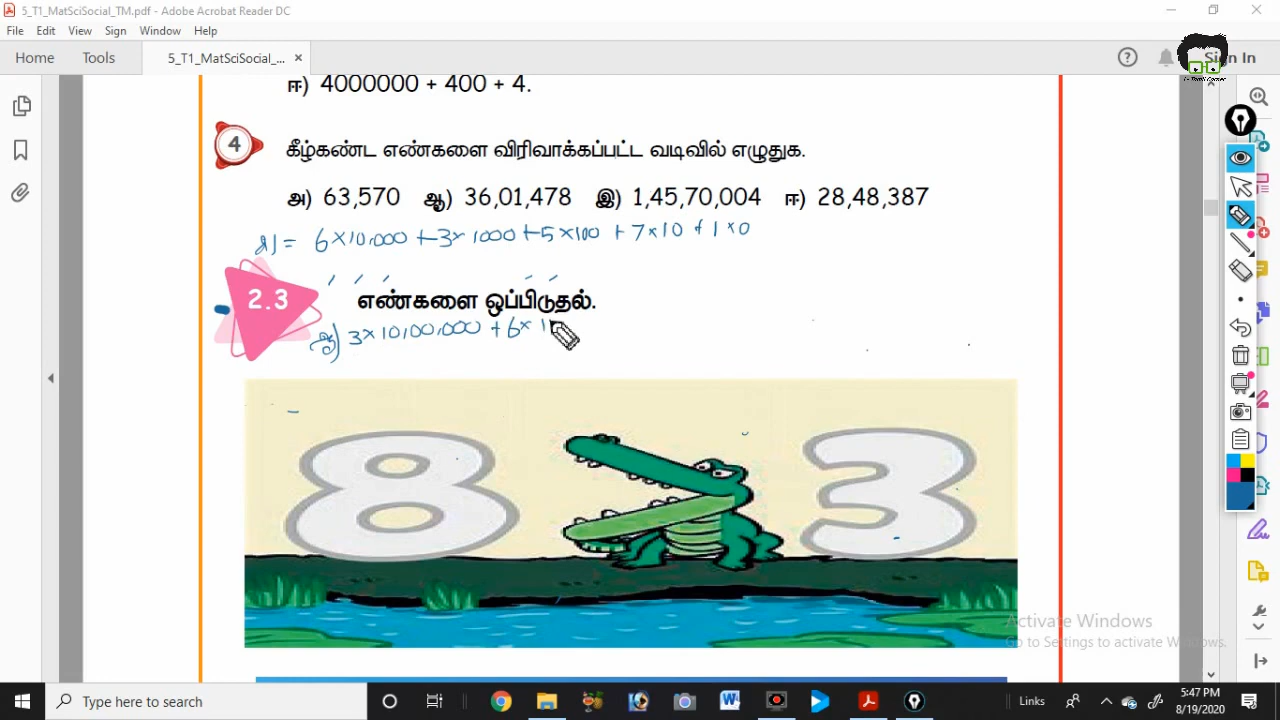 5_T1_MatSciSocial_TM.pdf - Adobe Acrobat Reader DC
File Edit View Sign Window Help
Home Tools 5_T1_MatSciSocial_... × Sign In
ஈ) 4000000 + 400 + 4.
4 கீழ்கண்ட எண்களை விரிவாக்கப்பட்ட வடிவில் எழுதுக.
அ) 63,570 ஆ) 36,01,478 இ) 1,45,70,004 ஈ) 28,48,387
அ) = 6×10,000 + 3×1000 + 5×100 + 7×10 + 1×0
2.3 எண்களை ஒப்பிடுதல்.
ஆ) 3×10,00,000 + 6× 1
8 3
Activate Windows
Go to Settings to activate Windows.
Type here to search
Links
5:47 PM
8/19/2020